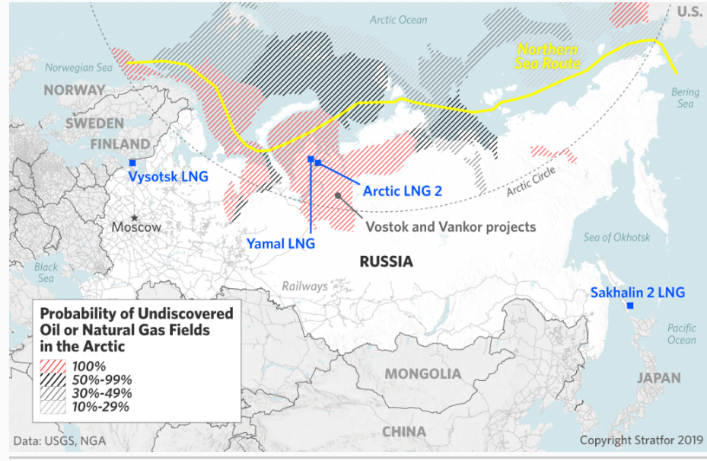 U.S.
Arctic Ocean
Northern
Sea Route
Norwegian Sea
NORWAY
SWEDEN
FINLAND
Bering
Sea
Vysotsk LNG
Arctic LNG 2
Arctic Circle
Moscow
Vostok and Vankor projects
Yamal LNG
Sea of Okhotsk
RUSSIA
Black
Sea
Railways
Sakhalin 2 LNG
Probability of Undiscovered
Oil or Natural Gas Fields
in the Arctic
100%
50%-99%
30%-49%
10%-29%
Pacific
Ocean
MONGOLIA
JAPAN
CHINA
Data: USGS, NGA
Copyright Stratfor 2019